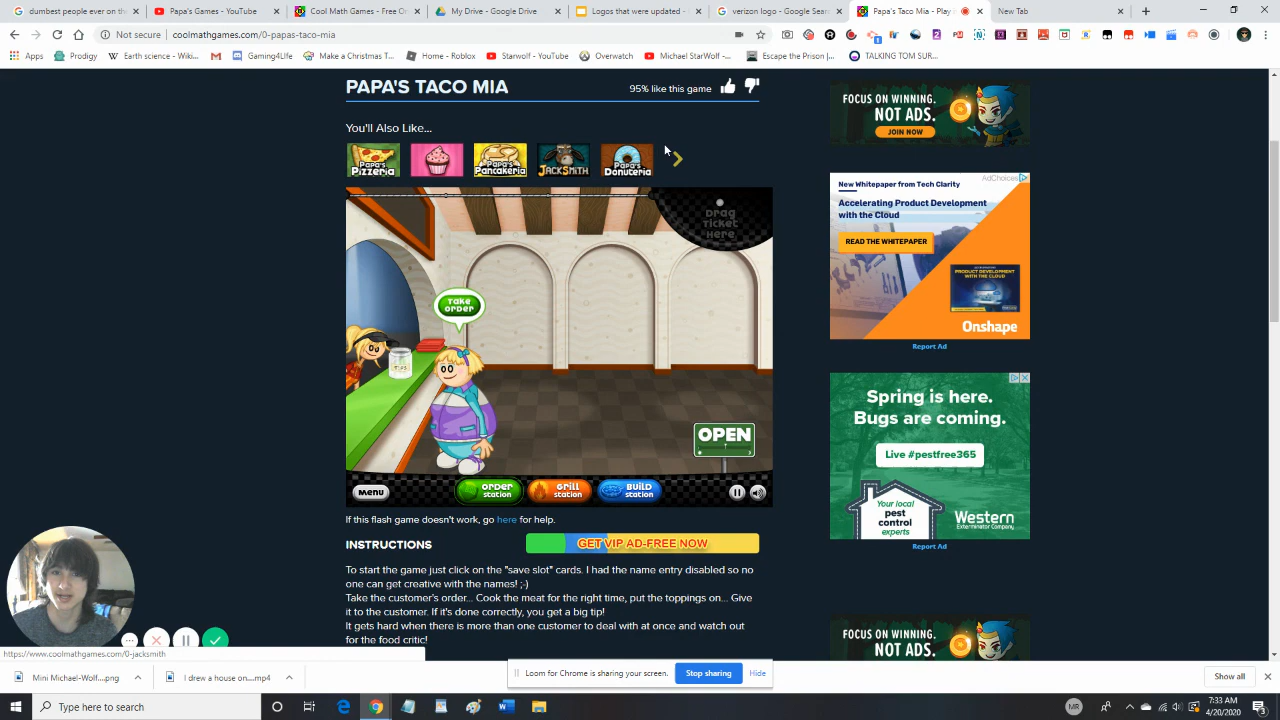 dumbest people ever on earth
Papa's tapes - YouTube
Cool Math Games - Free O
My Drive - Google Drive
Logos that were updated -
verizon logo - Google Sear
Papa's Taco Mia - Play
New Tab
Not secure | coolmathgames.com/0-papas-taco-mia
Apps
Prodigy
World Earth - Wiki...
Gaming4Life
Make a Christmas T...
Home - Roblox
Starwolf - YouTube
Overwatch
Michael StarWolf -...
Escape the Prison |...
TALKING TOM SUR...
PAPA'S TACO MIA
95% like this game
You'll Also Like...
Papa's Pizzeria
Papa's Pancakeria
JackSmith
Papa's Donuteria
Drag
Ticket
Here
Take
Order
TIPS
OPEN
Menu
Order
Station
Grill
Station
Build
Station
If this flash game doesn't work, go here for help.
INSTRUCTIONS
GET VIP AD-FREE NOW
To start the game just click on the "save slot" cards. I had the entry disabled so no
one can get create games! ;-)
Take the customer's order... Cook the meat for the right time, put the toppings on... Give
it to the customer. If it's done correctly, you get a big tip!
It gets hard when there is more than one customer to deal with at once and watch out
for the food critic!
FOCUS ON WINNING.
NOT ADS.
JOIN NOW
AdChoices
New Whitepaper from Tech Clarity
Accelerating Product Development
with the Cloud
READ THE WHITEPAPER
PRODUCT DEVELOPMENT
WITH THE CLOUD
Onshape
Report Ad
Spring is here.
Bugs are coming.
Live #pestfree365
Your local
pest
control
experts
Western
Exterminator Company
Report Ad
FOCUS ON WINNING.
NOT ADS.
https://www.coolmathgames.com/0-jacksmith
Mini Michael-Wolf....png
I drew a house on....mp4
Loom for Chrome is sharing your screen.
Stop sharing
Hide
Show all
Type here to search
MR
7:33 AM
4/20/2020
3